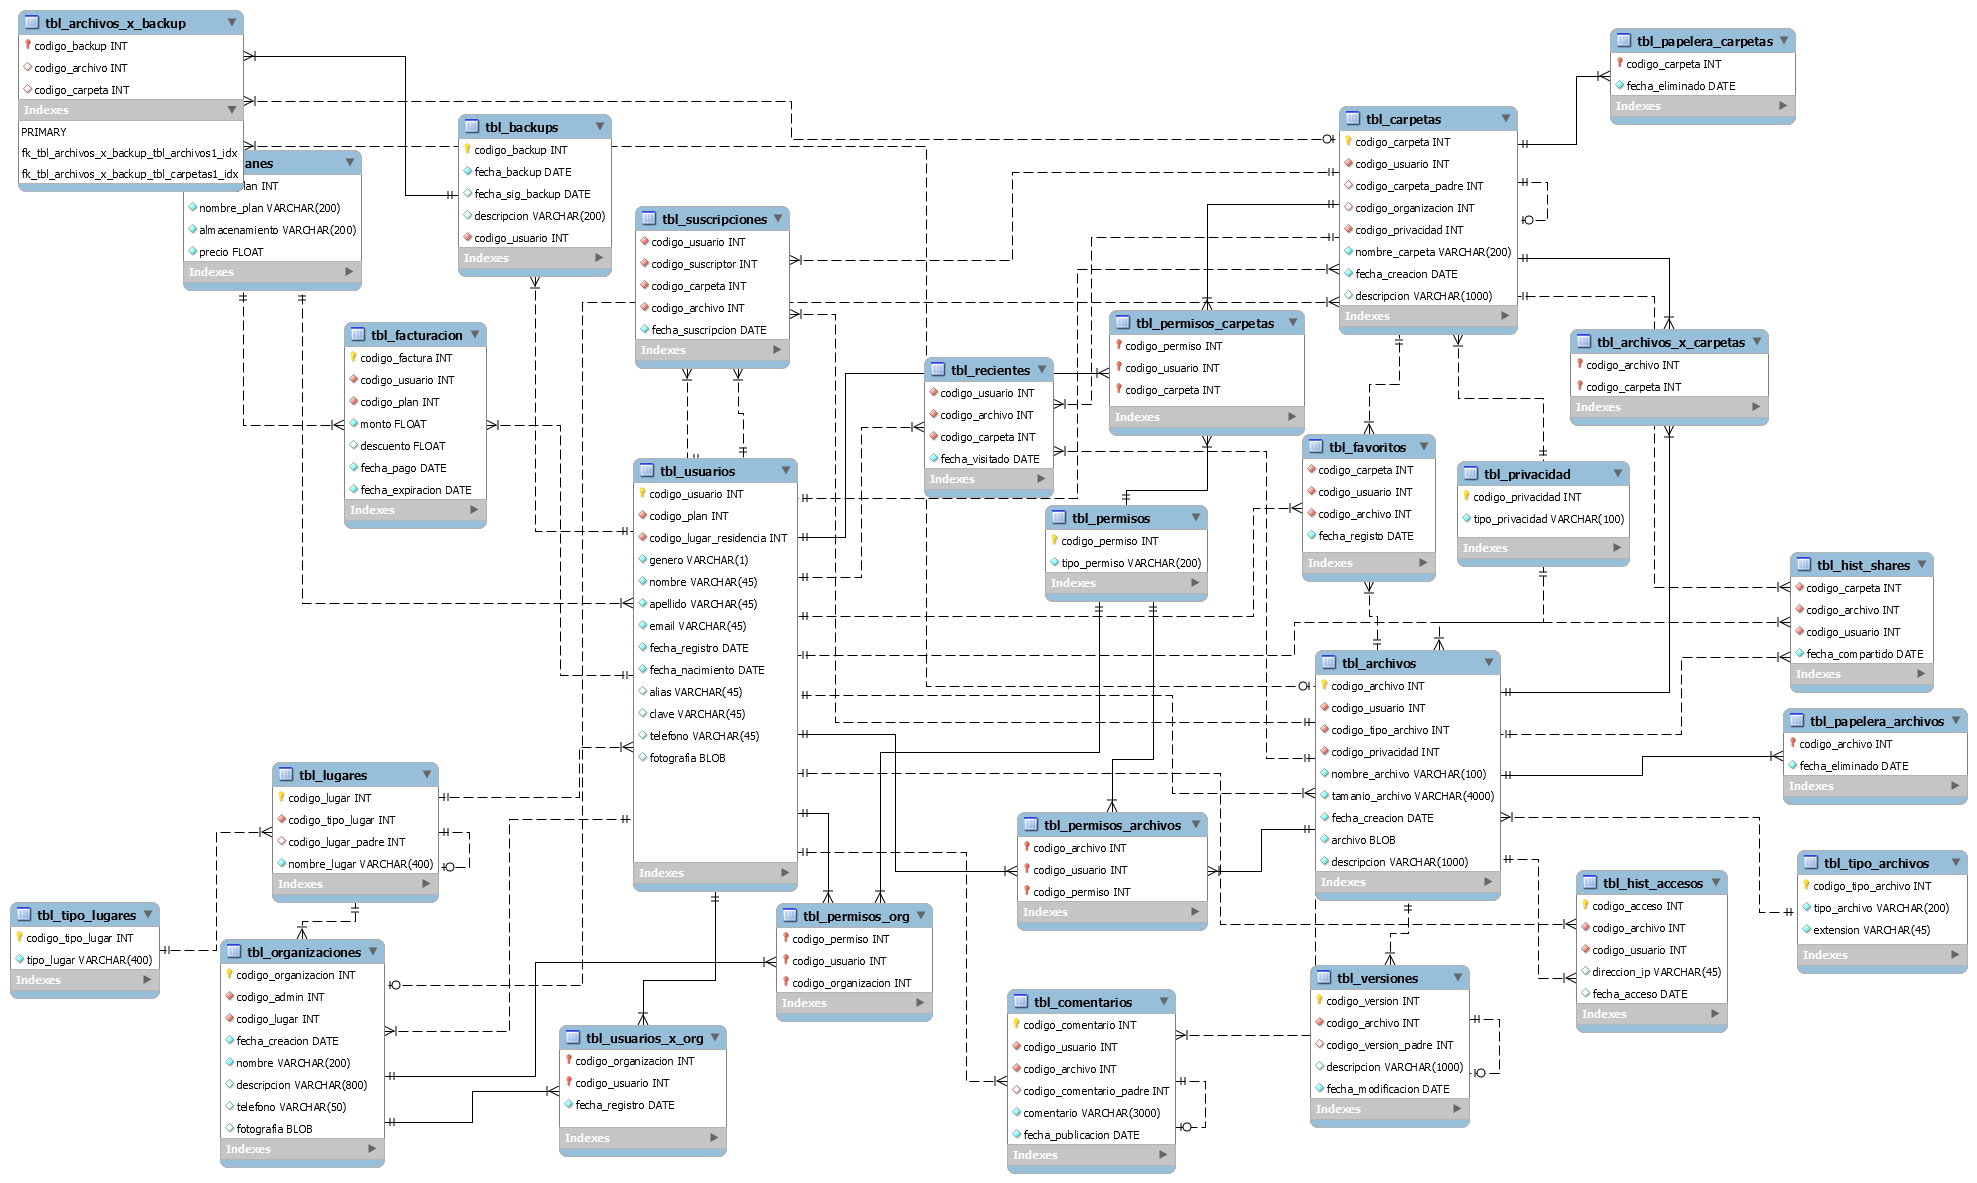 tbl_archivos_x_backup
codigo_backup INT
codigo_archivo INT
codigo_carpeta INT
Indexes
PRIMARY
fk_tbl_archivos_x_backup_tbl_archivos1_idx
fk_tbl_archivos_x_backup_tbl_carpetas1_idx
nombre_plan VARCHAR(200)
almacenamiento VARCHAR(200)
precio FLOAT
Indexes
tbl_backups
codigo_backup INT
fecha_backup DATE
fecha_sig_backup DATE
descripcion VARCHAR(200)
codigo_usuario INT
Indexes
tbl_suscripciones
codigo_usuario INT
codigo_suscriptor INT
codigo_carpeta INT
codigo_archivo INT
fecha_suscripcion DATE
Indexes
tbl_carpetas
codigo_carpeta INT
codigo_usuario INT
codigo_carpeta_padre INT
codigo_organizacion INT
codigo_privacidad INT
nombre_carpeta VARCHAR(200)
fecha_creacion DATE
descripcion VARCHAR(1000)
Indexes
tbl_papelera_carpetas
codigo_carpeta INT
fecha_eliminado DATE
Indexes
tbl_facturacion
codigo_factura INT
codigo_usuario INT
codigo_plan INT
monto FLOAT
descuento FLOAT
fecha_pago DATE
fecha_expiracion DATE
Indexes
tbl_recientes
codigo_usuario INT
codigo_archivo INT
codigo_carpeta INT
fecha_visitado DATE
Indexes
tbl_permisos_carpetas
codigo_permiso INT
codigo_usuario INT
codigo_carpeta INT
Indexes
tbl_archivos_x_carpetas
codigo_archivo INT
codigo_carpeta INT
Indexes
tbl_usuarios
codigo_usuario INT
codigo_plan INT
codigo_lugar_residencia INT
genero VARCHAR(1)
nombre VARCHAR(45)
apellido VARCHAR(45)
email VARCHAR(45)
fecha_registro DATE
fecha_nacimiento DATE
alias VARCHAR(45)
clave VARCHAR(45)
telefono VARCHAR(45)
fotografia BLOB
Indexes
tbl_permisos
codigo_permiso INT
tipo_permiso VARCHAR(200)
Indexes
tbl_favoritos
codigo_carpeta INT
codigo_usuario INT
codigo_archivo INT
fecha_registo DATE
Indexes
tbl_privacidad
codigo_privacidad INT
tipo_privacidad VARCHAR(100)
Indexes
tbl_hist_shares
codigo_carpeta INT
codigo_archivo INT
codigo_usuario INT
fecha_compartido DATE
Indexes
tbl_archivos
codigo_archivo INT
codigo_usuario INT
codigo_tipo_archivo INT
codigo_privacidad INT
nombre_archivo VARCHAR(100)
tamanio_archivo VARCHAR(4000)
fecha_creacion DATE
archivo BLOB
descripcion VARCHAR(1000)
Indexes
tbl_papelera_archivos
codigo_archivo INT
fecha_eliminado DATE
Indexes
tbl_lugares
codigo_lugar INT
codigo_tipo_lugar INT
codigo_lugar_padre INT
nombre_lugar VARCHAR(400)
Indexes
tbl_permisos_archivos
codigo_archivo INT
codigo_usuario INT
codigo_permiso INT
Indexes
tbl_tipo_archivos
codigo_tipo_archivo INT
tipo_archivo VARCHAR(200)
extension VARCHAR(45)
Indexes
tbl_hist_accesos
codigo_acceso INT
codigo_archivo INT
codigo_usuario INT
direccion_ip VARCHAR(45)
fecha_acceso DATE
Indexes
tbl_tipo_lugares
codigo_tipo_lugar INT
tipo_lugar VARCHAR(400)
Indexes
tbl_organizaciones
codigo_organizacion INT
codigo_admin INT
codigo_lugar INT
fecha_creacion DATE
nombre VARCHAR(200)
descripcion VARCHAR(800)
telefono VARCHAR(50)
fotografia BLOB
Indexes
tbl_permisos_org
codigo_permiso INT
codigo_usuario INT
codigo_organizacion INT
Indexes
tbl_usuarios_x_org
codigo_organizacion INT
codigo_usuario INT
fecha_registro DATE
Indexes
tbl_comentarios
codigo_comentario INT
codigo_usuario INT
codigo_archivo INT
codigo_comentario_padre INT
comentario VARCHAR(3000)
fecha_publicacion DATE
Indexes
tbl_versiones
codigo_version INT
codigo_archivo INT
codigo_version_padre INT
descripcion VARCHAR(1000)
fecha_modificacion DATE
Indexes